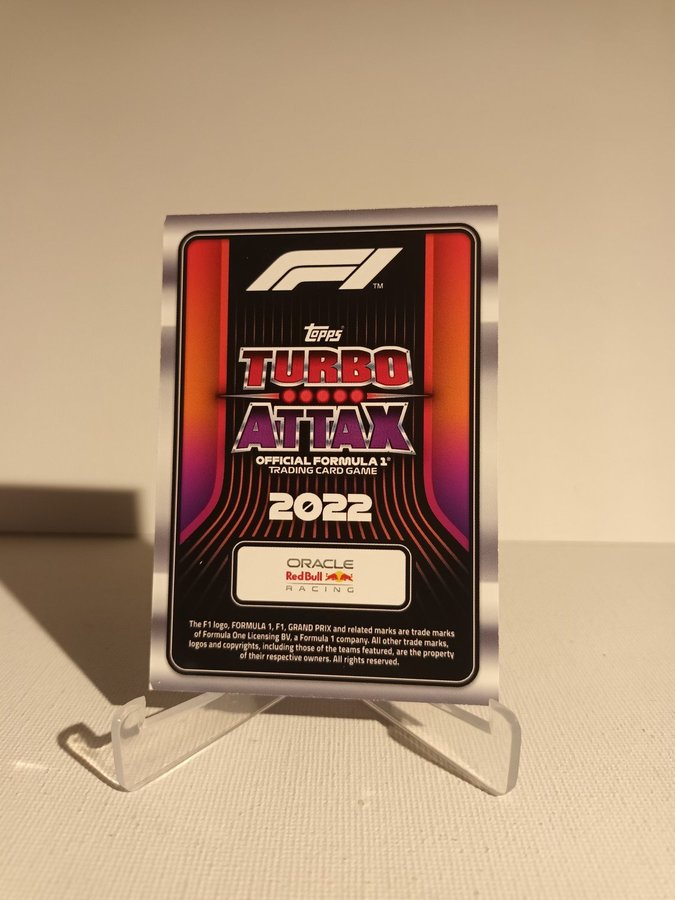 F1™
Topps®
TURBO
ATTAX
OFFICIAL FORMULA 1®
TRADING CARD GAME
2022
ORACLE
Red Bull
RACING
The F1 logo, FORMULA 1, F1, GRAND PRIX and related marks are trade marks
of Formula One Licensing BV, a Formula 1 company. All other trade marks,
logos and copyrights, including those of the teams featured, are the property
of their respective owners. All rights reserved.